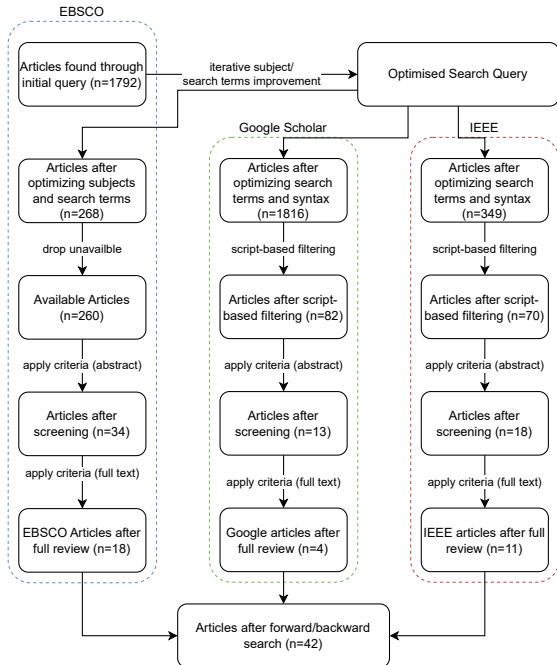 EBSCO
Articles found through
initial query (n=1792)
iterative subject/
search terms improvement
Optimised Search Query
Google Scholar
IEEE
Articles after
optimizing subjects
and search terms
(n=268)
Articles after
optimizing search
terms and syntax
(n=1816)
Articles after
optimizing search
terms and syntax
(n=349)
drop unavailble
script-based filtering
script-based filtering
Available Articles
(n=260)
Articles after script-
based filtering (n=82)
Articles after script-
based filtering (n=70)
apply criteria (abstract)
apply criteria (abstract)
apply criteria (abstract)
Articles after
screening (n=34)
Articles after
screening (n=13)
Articles after
screening (n=18)
apply criteria (full text)
apply criteria (full text)
apply criteria (full text)
EBSCO Articles after
full review (n=18)
Google articles after
full review (n=4)
IEEE articles after full
review (n=11)
Articles after forward/backward
search (n=42)